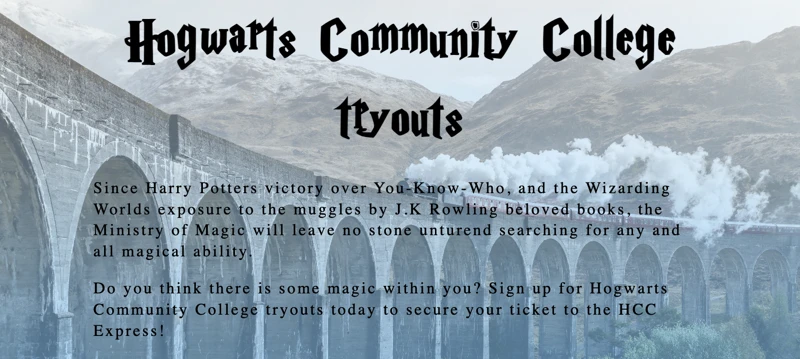 Hogwarts Community College
tryouts
Since Harry Potters victory over You-Know-Who, and the Wizarding
Worlds exposure to the muggles by J.K Rowling beloved books, the
Ministry of Magic will leave no stone unturend searching for any and
all magical ability.
Do you think there is some magic within you? Sign up for Hogwarts
Community College tryouts today to secure your ticket to the HCC
Express!